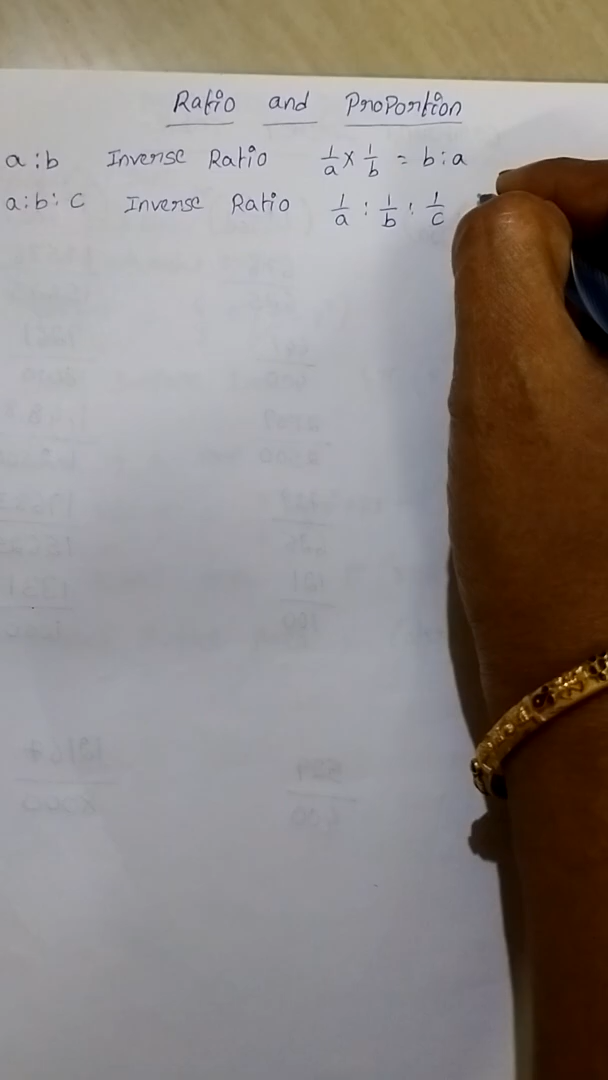 Ratio and Proportion
a:b Inverse Ratio 1/a × 1/b = b:a
a:b:c Inverse Ratio 1/a : 1/b : 1/c